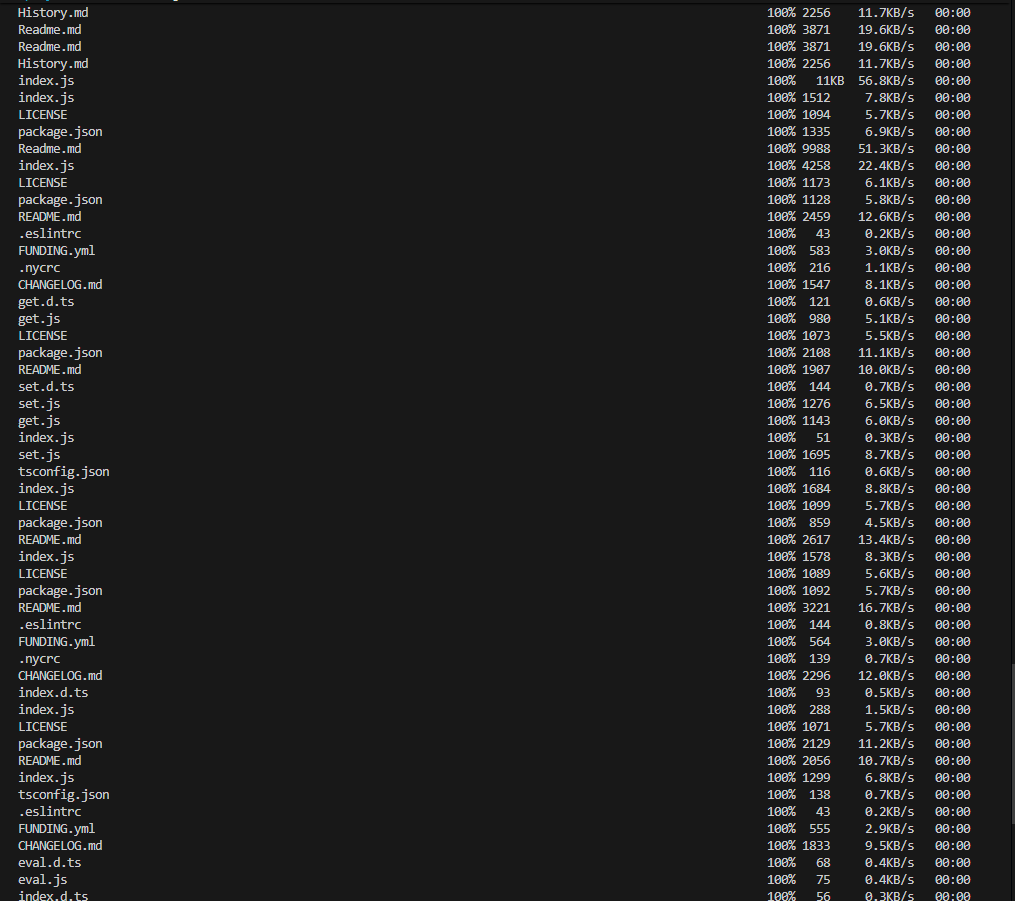 History.md 100% 2256 11.7KB/s 00:00
Readme.md 100% 3871 19.6KB/s 00:00
Readme.md 100% 3871 19.6KB/s 00:00
History.md 100% 2256 11.7KB/s 00:00
index.js 100% 11KB 56.8KB/s 00:00
index.js 100% 1512 7.8KB/s 00:00
LICENSE 100% 1094 5.7KB/s 00:00
package.json 100% 1335 6.9KB/s 00:00
Readme.md 100% 9988 51.3KB/s 00:00
index.js 100% 4258 22.4KB/s 00:00
LICENSE 100% 1173 6.1KB/s 00:00
package.json 100% 1128 5.8KB/s 00:00
README.md 100% 2459 12.6KB/s 00:00
.eslintrc 100% 43 0.2KB/s 00:00
FUNDING.yml 100% 583 3.0KB/s 00:00
.nycrc 100% 216 1.1KB/s 00:00
CHANGELOG.md 100% 1547 8.1KB/s 00:00
get.d.ts 100% 121 0.6KB/s 00:00
get.js 100% 980 5.1KB/s 00:00
LICENSE 100% 1073 5.5KB/s 00:00
package.json 100% 2108 11.1KB/s 00:00
README.md 100% 1907 10.0KB/s 00:00
set.d.ts 100% 144 0.7KB/s 00:00
set.js 100% 1276 6.5KB/s 00:00
get.js 100% 1143 6.0KB/s 00:00
index.js 100% 51 0.3KB/s 00:00
set.js 100% 1695 8.7KB/s 00:00
tsconfig.json 100% 116 0.6KB/s 00:00
index.js 100% 1684 8.8KB/s 00:00
LICENSE 100% 1099 5.7KB/s 00:00
package.json 100% 859 4.5KB/s 00:00
README.md 100% 2617 13.4KB/s 00:00
index.js 100% 1578 8.3KB/s 00:00
LICENSE 100% 1089 5.6KB/s 00:00
package.json 100% 1092 5.7KB/s 00:00
README.md 100% 3221 16.7KB/s 00:00
.eslintrc 100% 144 0.8KB/s 00:00
FUNDING.yml 100% 564 3.0KB/s 00:00
.nycrc 100% 139 0.7KB/s 00:00
CHANGELOG.md 100% 2296 12.0KB/s 00:00
index.d.ts 100% 93 0.5KB/s 00:00
index.js 100% 288 1.5KB/s 00:00
LICENSE 100% 1071 5.7KB/s 00:00
package.json 100% 2129 11.2KB/s 00:00
README.md 100% 2056 10.7KB/s 00:00
index.js 100% 1299 6.8KB/s 00:00
tsconfig.json 100% 138 0.7KB/s 00:00
.eslintrc 100% 43 0.2KB/s 00:00
FUNDING.yml 100% 555 2.9KB/s 00:00
CHANGELOG.md 100% 1833 9.5KB/s 00:00
eval.d.ts 100% 68 0.4KB/s 00:00
eval.js 100% 75 0.4KB/s 00:00
index.d.ts 100% 56 0.3KB/s 00:00